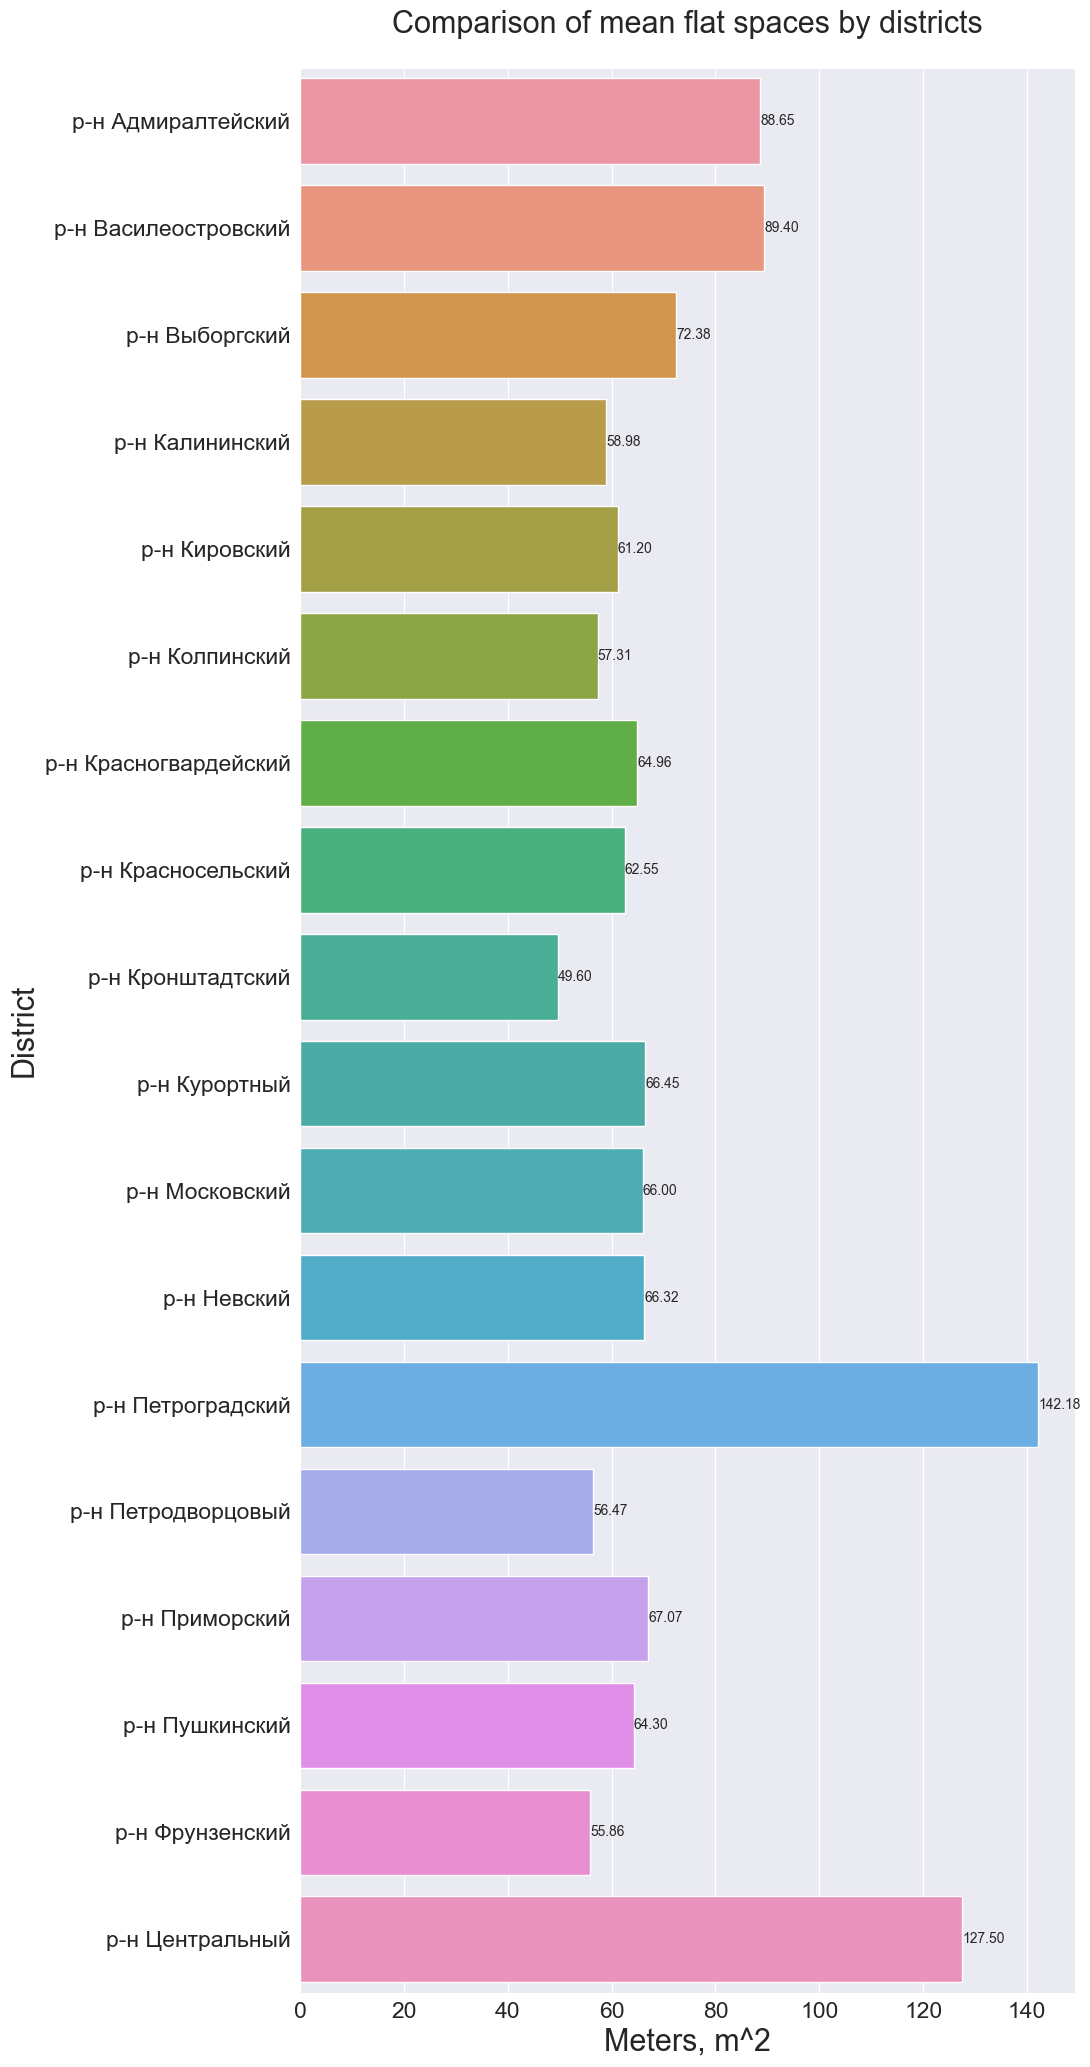 Comparison of mean flat spaces by districts
р-н Адмиралтейский
88.65
р-н Василеостровский
89.40
р-н Выборгский
72.38
р-н Калининский
58.98
р-н Кировский
61.20
р-н Колпинский
57.31
р-н Красногвардейский
64.96
р-н Красносельский
62.55
р-н Кронштадтский
49.60
District
р-н Курортный
66.45
р-н Московский
66.00
р-н Невский
66.32
р-н Петроградский
142.18
р-н Петродворцовый
56.47
р-н Приморский
67.07
р-н Пушкинский
64.30
р-н Фрунзенский
55.86
р-н Центральный
127.50
0 20 40 60 80 100 120 140
Meters, m^2